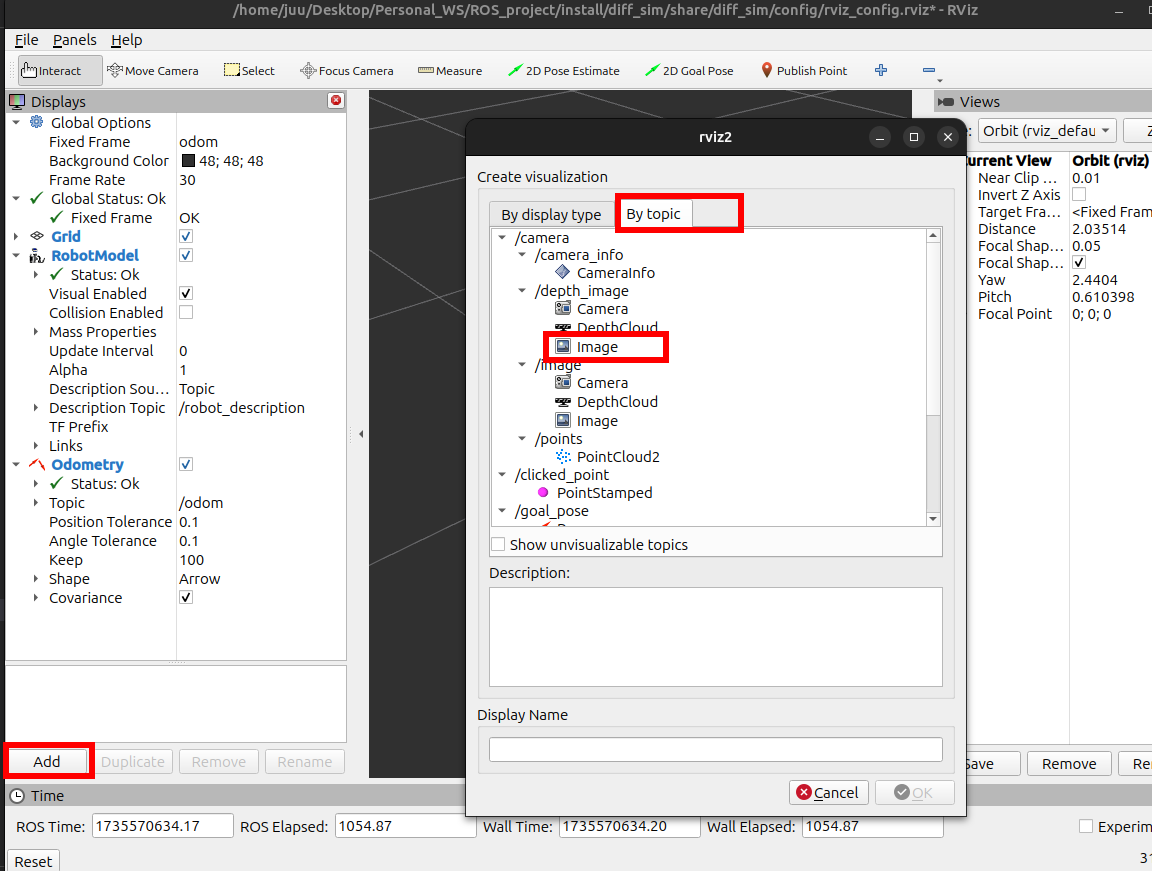 /home/juu/Desktop/Personal_WS/ROS_project/install/diff_sim/share/diff_sim/config/rviz_config.rviz* - RViz
File Panels Help
Interact Move Camera Select Focus Camera Measure 2D Pose Estimate 2D Goal Pose Publish Point
Displays
Global Options
Fixed Frame odom
Background Color 48; 48; 48
Frame Rate 30
Global Status: Ok
Fixed Frame OK
Grid
RobotModel
Status: Ok
Visual Enabled
Collision Enabled
Mass Properties
Update Interval 0
Alpha 1
Description Sou... Topic
Description Topic /robot_description
TF Prefix
Links
Odometry
Status: Ok
Topic /odom
Position Tolerance 0.1
Angle Tolerance 0.1
Keep 100
Shape Arrow
Covariance
Add Duplicate Remove Rename
rviz2
Create visualization
By display type By topic
/camera
/camera_info
CameraInfo
/depth_image
Camera
DepthCloud
Image
/image
Camera
DepthCloud
Image
/points
PointCloud2
/clicked_point
PointStamped
/goal_pose
Show unvisualizable topics
Description:
Display Name
Cancel OK
Views
: Orbit (rviz_defau Z
urrent View Orbit (rviz)
Near Clip ... 0.01
Invert Z Axis
Target Fra... <Fixed Fram
Distance 2.03514
Focal Shap... 0.05
Focal Shap...
Yaw 2.4404
Pitch 0.610398
Focal Point 0; 0; 0
Save Remove Re
Time
ROS Time: 1735570634.17 ROS Elapsed: 1054.87 Wall Time: 1735570634.20 Wall Elapsed: 1054.87 Experim
Reset 31